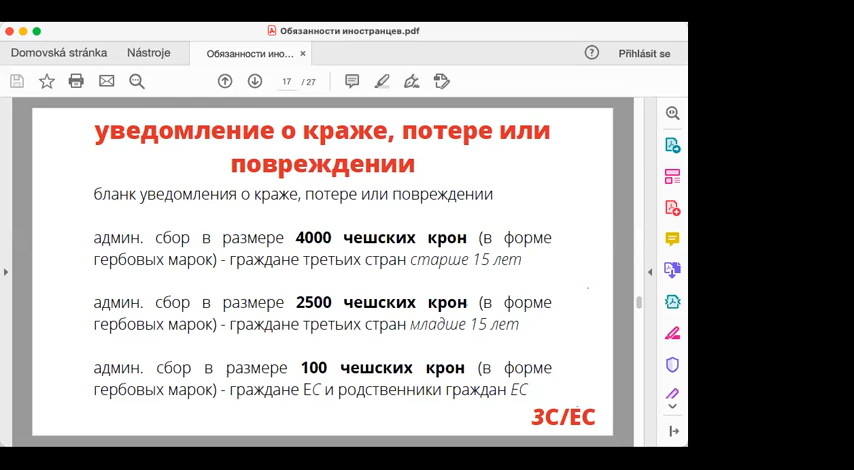 Обязанности иностранцев.pdf
Domovská stránka Nástroje Обязанности ино... × Přihlásit se
17 / 27
уведомление о краже, потере или
повреждении
бланк уведомления о краже, потере или повреждении
админ. сбор в размере 4000 чешских крон (в форме
гербовых марок) - граждане третьих стран старше 15 лет
админ. сбор в размере 2500 чешских крон (в форме
гербовых марок) - граждане третьих стран младше 15 лет
админ. сбор в размере 100 чешских крон (в форме
гербовых марок) - граждане ЕС и родственники граждан ЕС
ЗС/ЕС